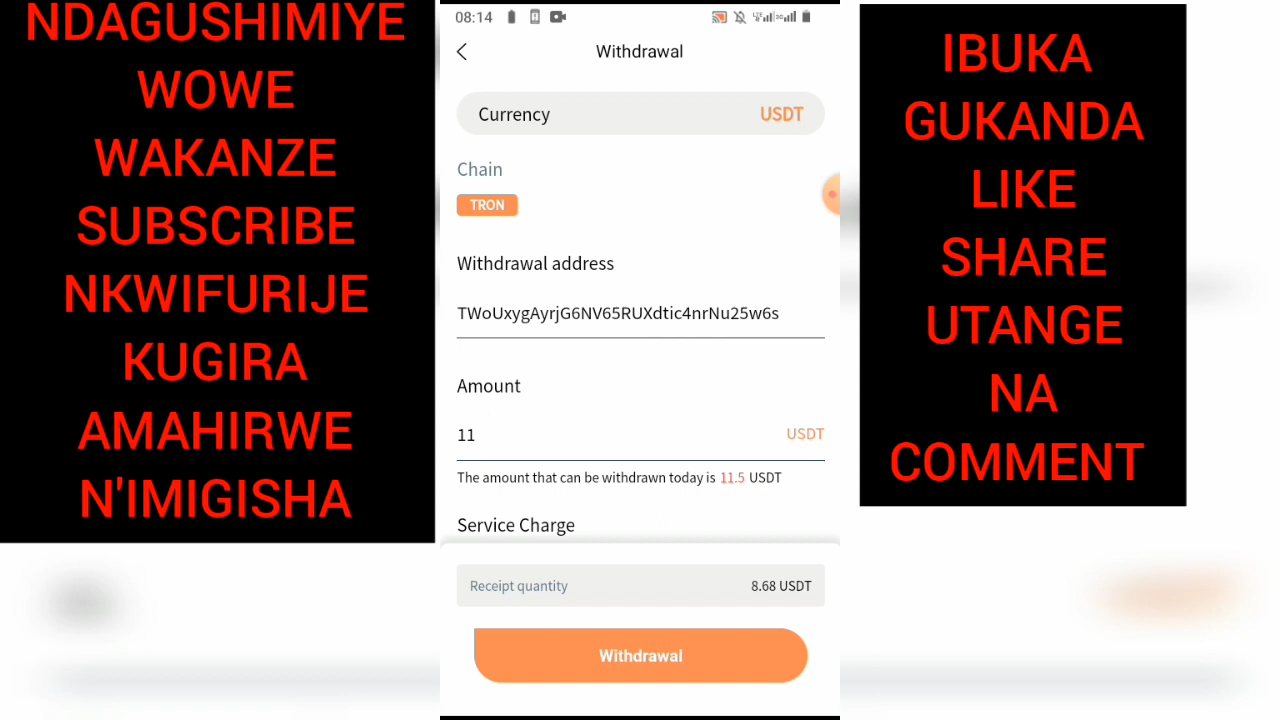 NDAGUSHIMIYE
WOWE
WAKANZE
SUBSCRIBE
NKWIFURIJE
KUGIRA
AMAHIRWE
N'IMIGISHA
08:14
Withdrawal
Currency USDT
Chain
TRON
Withdrawal address
TWoUxygAyrjG6NV65RUXdtic4nrNu25w6s
Amount
11 USDT
The amount that can be withdrawn today is 11.5 USDT
Service Charge
Receipt quantity 8.68 USDT
Withdrawal
IBUKA
GUKANDA
LIKE
SHARE
UTANGE
NA
COMMENT